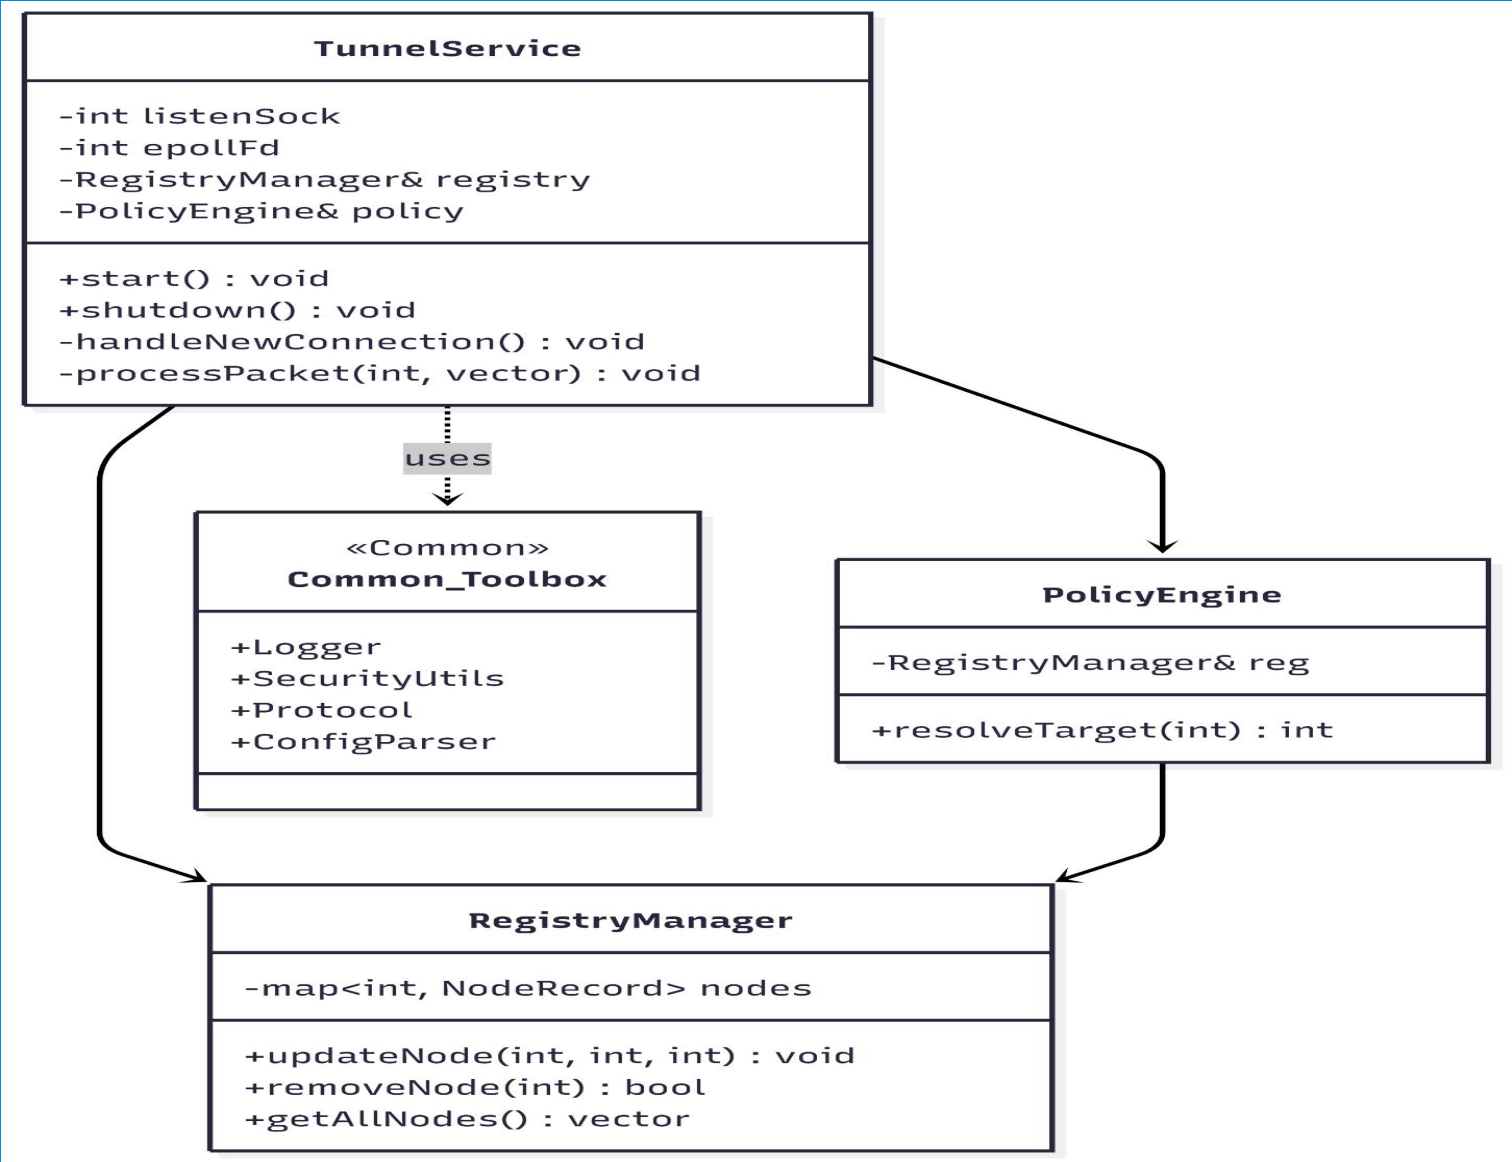 TunnelService
-int listenSock
-int epollFd
-RegistryManager& registry
-PolicyEngine& policy
+start() : void
+shutdown() : void
-handleNewConnection() : void
-processPacket(int, vector) : void
uses
«Common»
Common_Toolbox
+Logger
+SecurityUtils
+Protocol
+ConfigParser
PolicyEngine
-RegistryManager& reg
+resolveTarget(int) : int
RegistryManager
-map<int, NodeRecord> nodes
+updateNode(int, int, int) : void
+removeNode(int) : bool
+getAllNodes() : vector